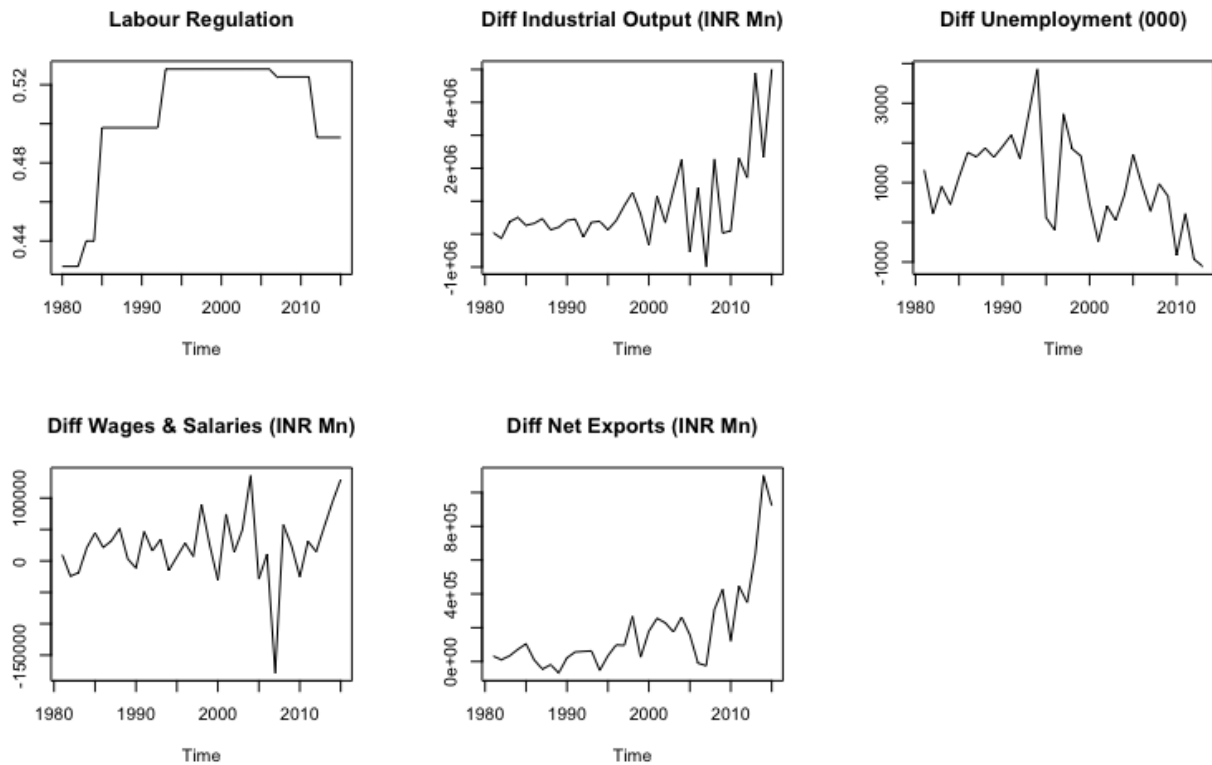 Labour Regulation
0.52
0.48
0.44
1980 1990 2000 2010
Time
Diff Industrial Output (INR Mn)
4e+06
2e+06
-1e+06
1980 1990 2000 2010
Time
Diff Unemployment (000)
3000
1000
-1000
1980 1990 2000 2010
Time
Diff Wages & Salaries (INR Mn)
100000
0
-150000
1980 1990 2000 2010
Time
Diff Net Exports (INR Mn)
8e+05
4e+05
0e+00
1980 1990 2000 2010
Time